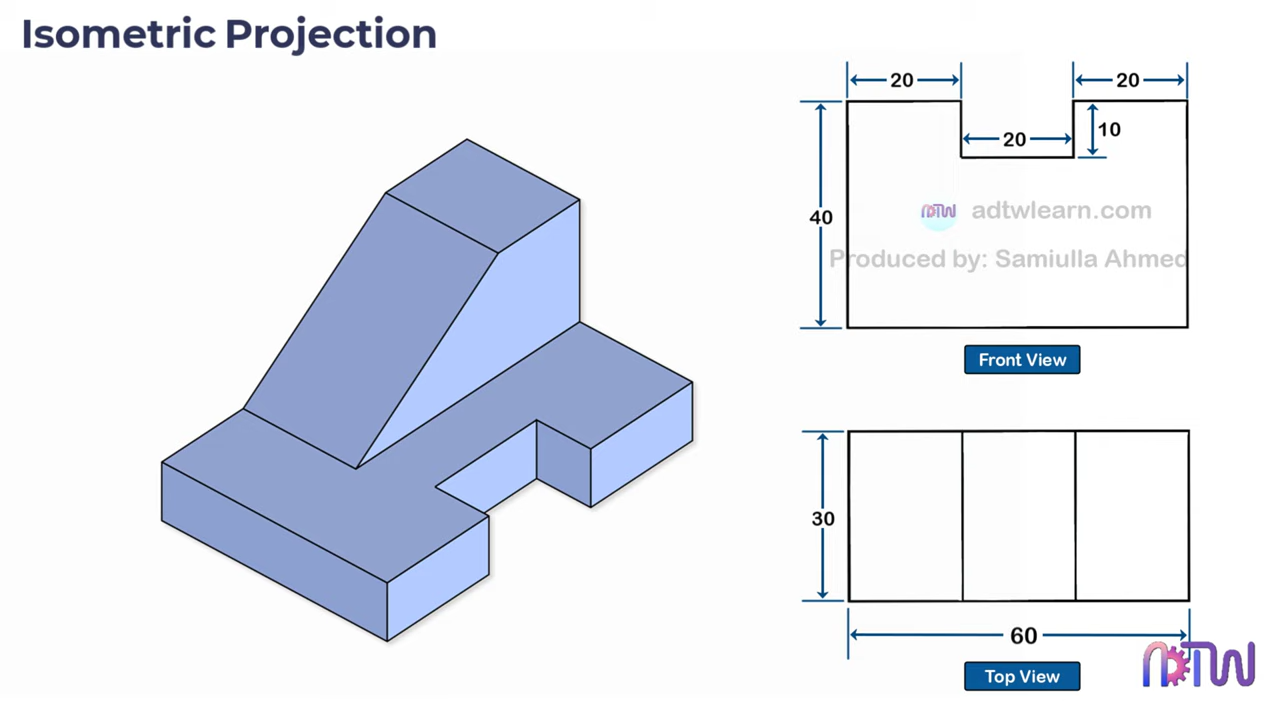 Isometric Projection
20
20
20
10
40
adtwlearn.com
Produced by: Samiulla Ahmed
Front View
30
60
Top View
ADTW